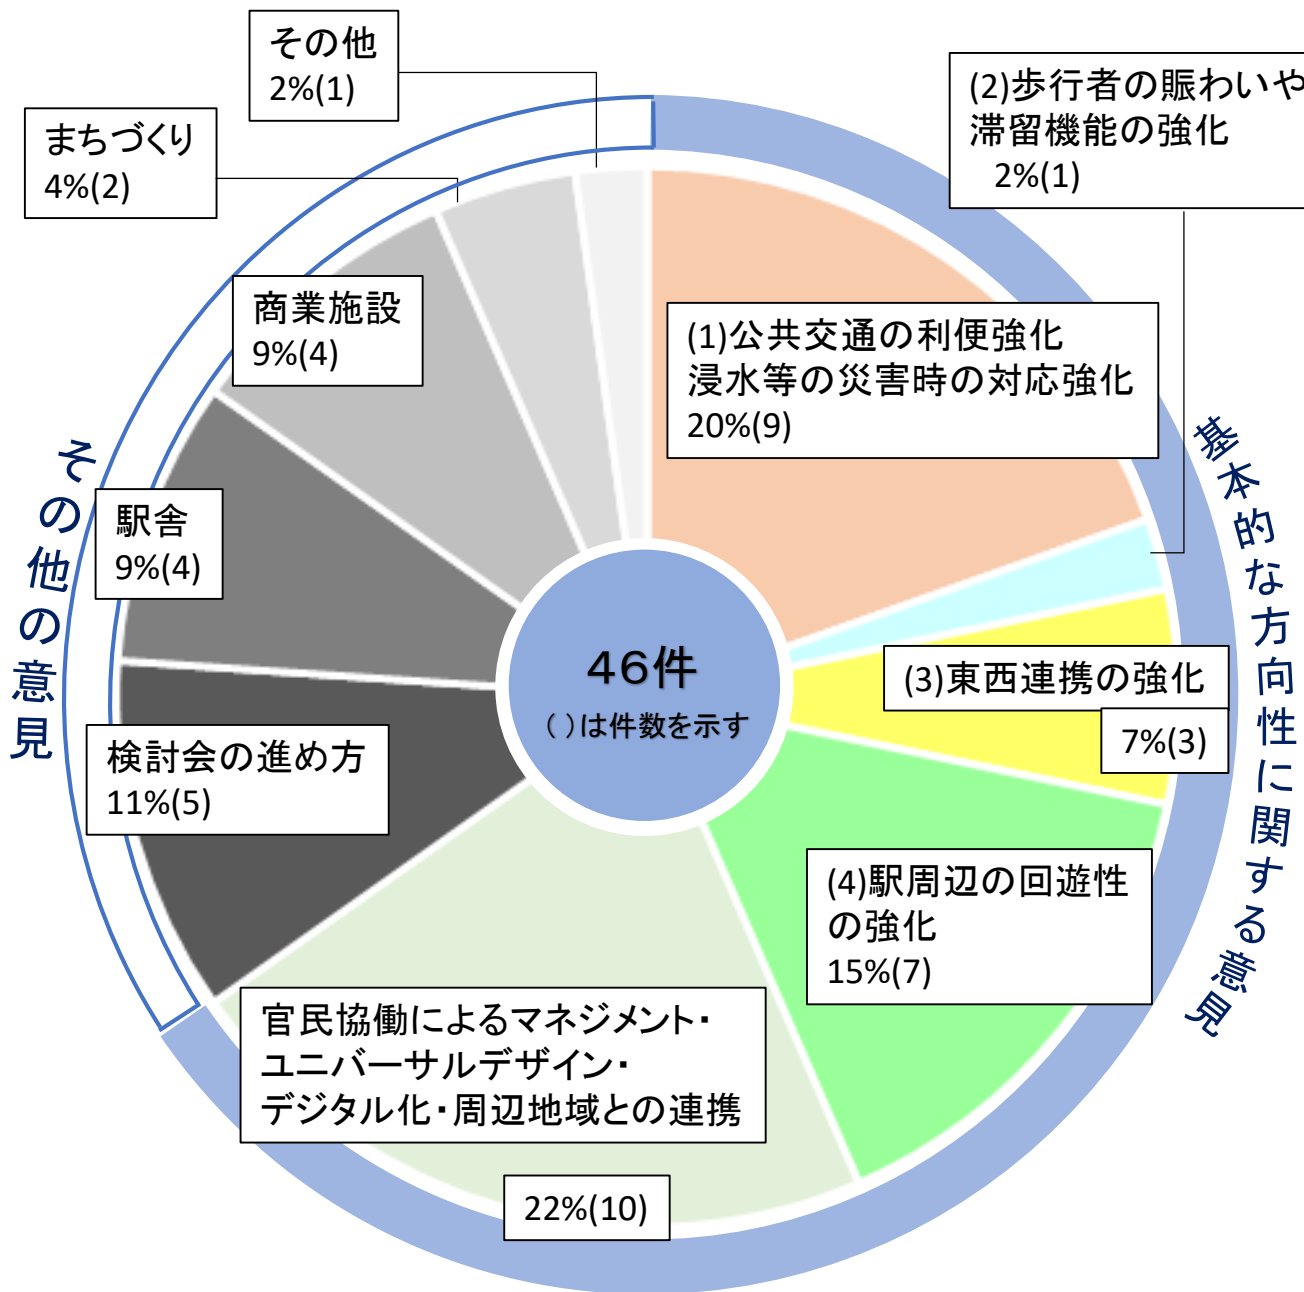 その他
2%(1)
(2)歩行者の賑わいや
滞留機能の強化
2%(1)
まちづくり
4%(2)
商業施設
9%(4)
(1)公共交通の利便強化
浸水等の災害時の対応強化
20%(9)
駅舎
9%(4)
その他の意見
基本的な方向性に関する意見
46件
( )は件数を示す
(3)東西連携の強化
7%(3)
検討会の進め方
11%(5)
(4)駅周辺の回遊性
の強化
15%(7)
官民協働によるマネジメント・
ユニバーサルデザイン・
デジタル化・周辺地域との連携
22%(10)